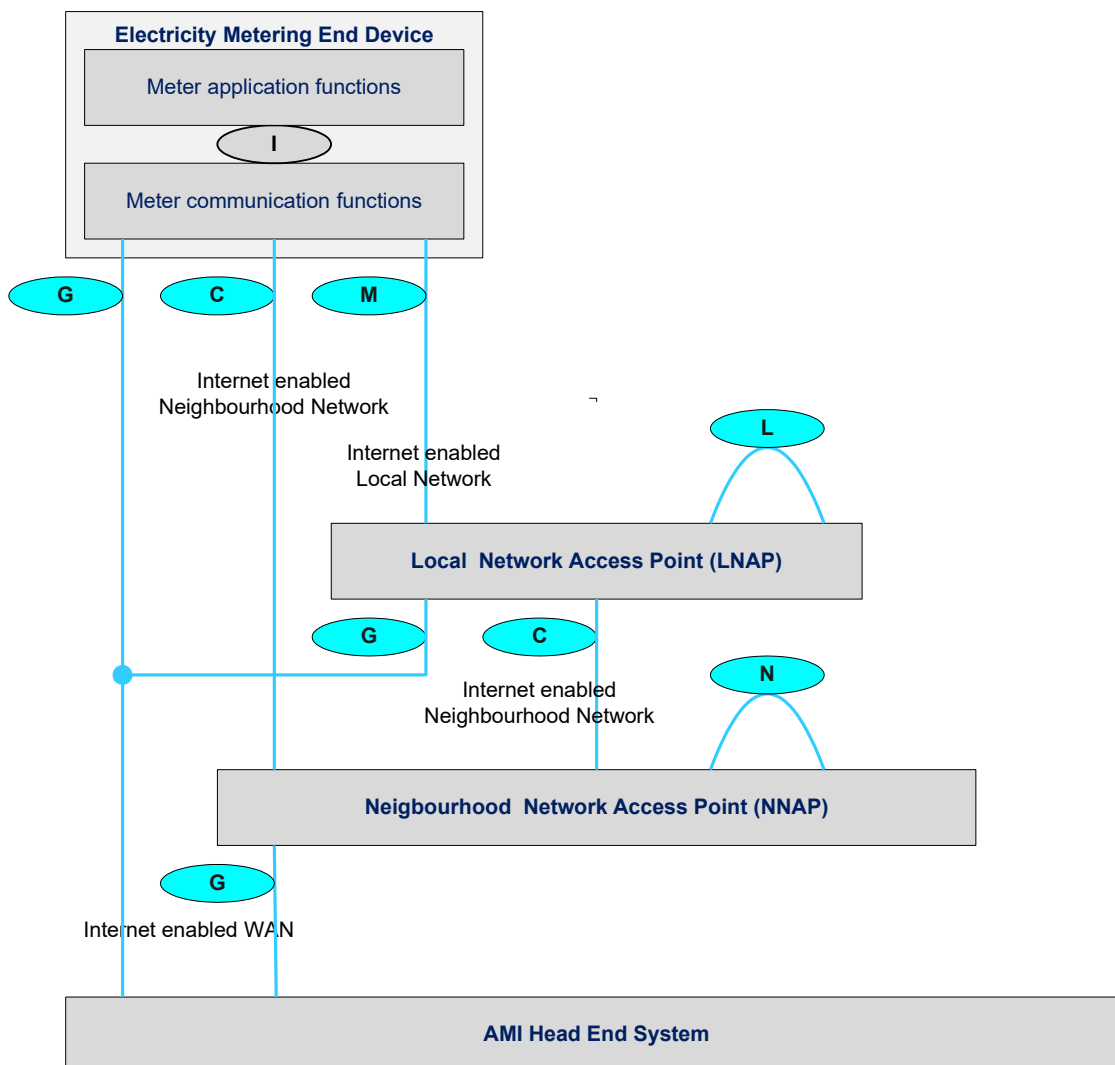 Electricity Metering End Device
Meter application functions
I
Meter communication functions
G
C
M
Internet enabled
Neighbourhood Network
L
Internet enabled
Local Network
Local Network Access Point (LNAP)
G
C
N
Internet enabled
Neighbourhood Network
Neigbourhood Network Access Point (NNAP)
G
Internet enabled WAN
AMI Head End System